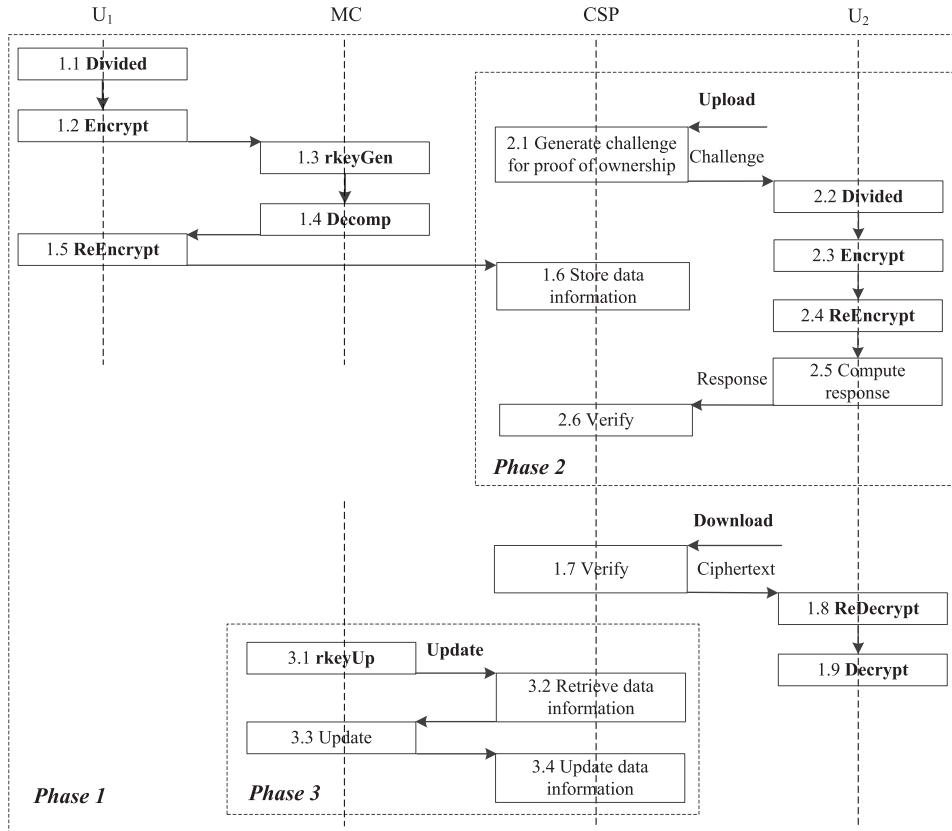 U₁
MC
CSP
U₂
1.1 Divided
1.2 Encrypt
1.3 rkeyGen
1.4 Decomp
1.5 ReEncrypt
1.6 Store data
information
Upload
2.1 Generate challenge
for proof of ownership
Challenge
2.2 Divided
2.3 Encrypt
2.4 ReEncrypt
2.5 Compute
response
Response
2.6 Verify
Phase 2
Download
1.7 Verify
Ciphertext
1.8 ReDecrypt
1.9 Decrypt
3.1 rkeyUp
Update
3.2 Retrieve data
information
3.3 Update
3.4 Update data
information
Phase 3
Phase 1